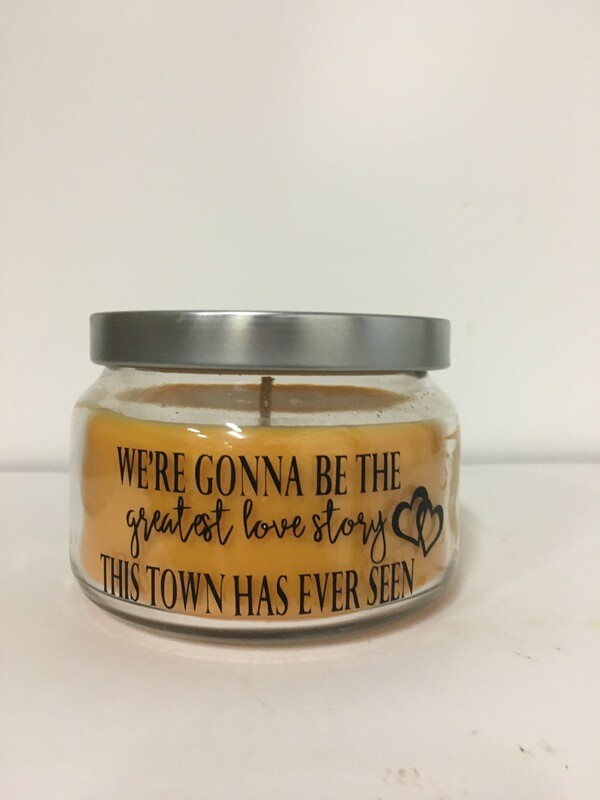 WE'RE GONNA BE THE
greatest love story
THIS TOWN HAS EVER SEEN